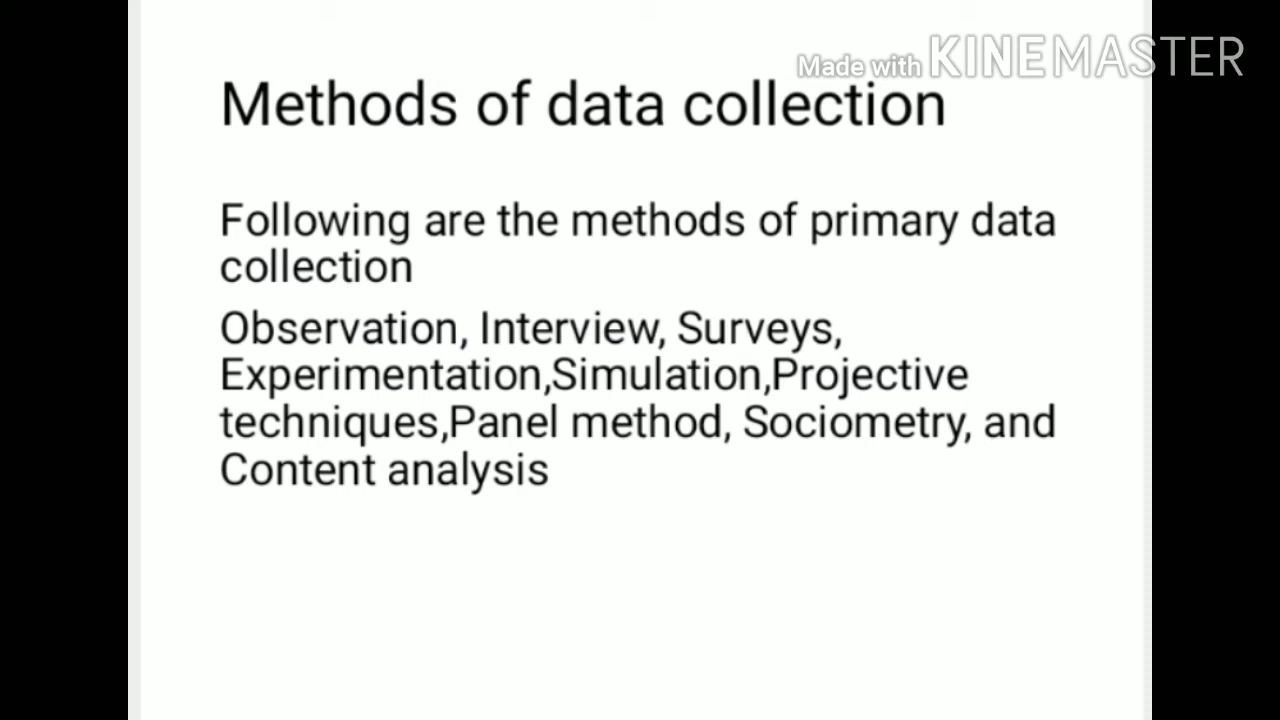 Made with KINEMASTER
Methods of data collection
Following are the methods of primary data
collection
Observation, Interview, Surveys,
Experimentation,Simulation,Projective
techniques,Panel method, Sociometry, and
Content analysis